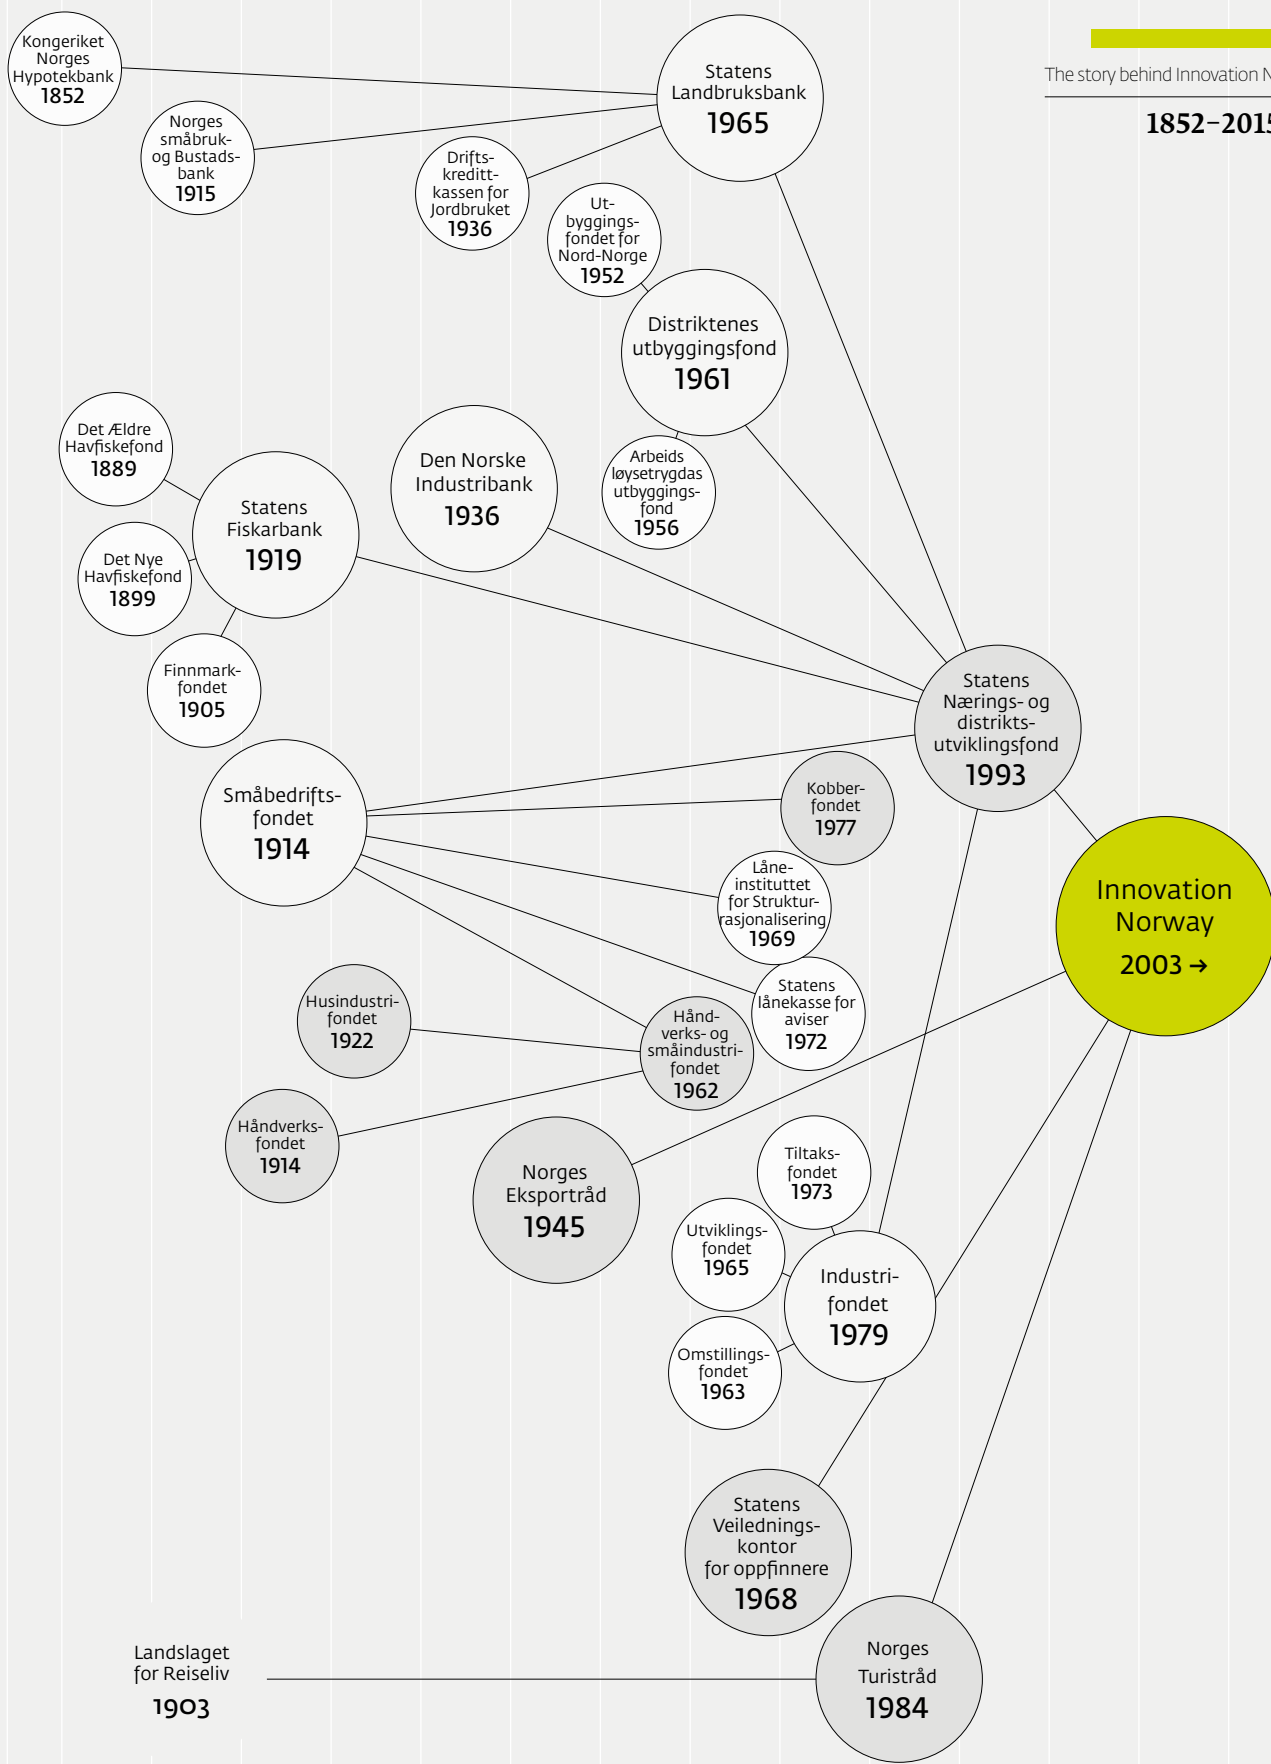 Kongeriket
Norges
Hypotekbank
1852
Statens
Landbruksbank
1965
The story behind Innovation N
1852–2015
Norges
småbruk-
og Bustads-
bank
1915
Drifts-
kreditt-
kassen for
Jordbruket
1936
Ut-
byggings-
fondet for
Nord-Norge
1952
Distriktenes
utbyggingsfond
1961
Det Ældre
Havfiskefond
1889
Statens
Fiskarbank
1919
Den Norske
Industribank
1936
Arbeids
løysetrygdas
utbyggings-
fond
1956
Det Nye
Havfiskefond
1899
Finnmark-
fondet
1905
Statens
Nærings- og
distrikts-
utviklingsfond
1993
Småbedrifts-
fondet
1914
Kobber-
fondet
1977
Låne-
instituttet
for Struktur-
rasjonalisering
1969
Innovation
Norway
2003 →
Husindustri-
fondet
1922
Hånd-
verks- og
småindustri-
fondet
1962
Statens
lånekasse for
aviser
1972
Håndverks-
fondet
1914
Norges
Eksportråd
1945
Tiltaks-
fondet
1973
Utviklings-
fondet
1965
Industri-
fondet
1979
Omstillings-
fondet
1963
Statens
Veilednings-
kontor
for oppfinnere
1968
Landslaget
for Reiseliv
1903
Norges
Turistråd
1984